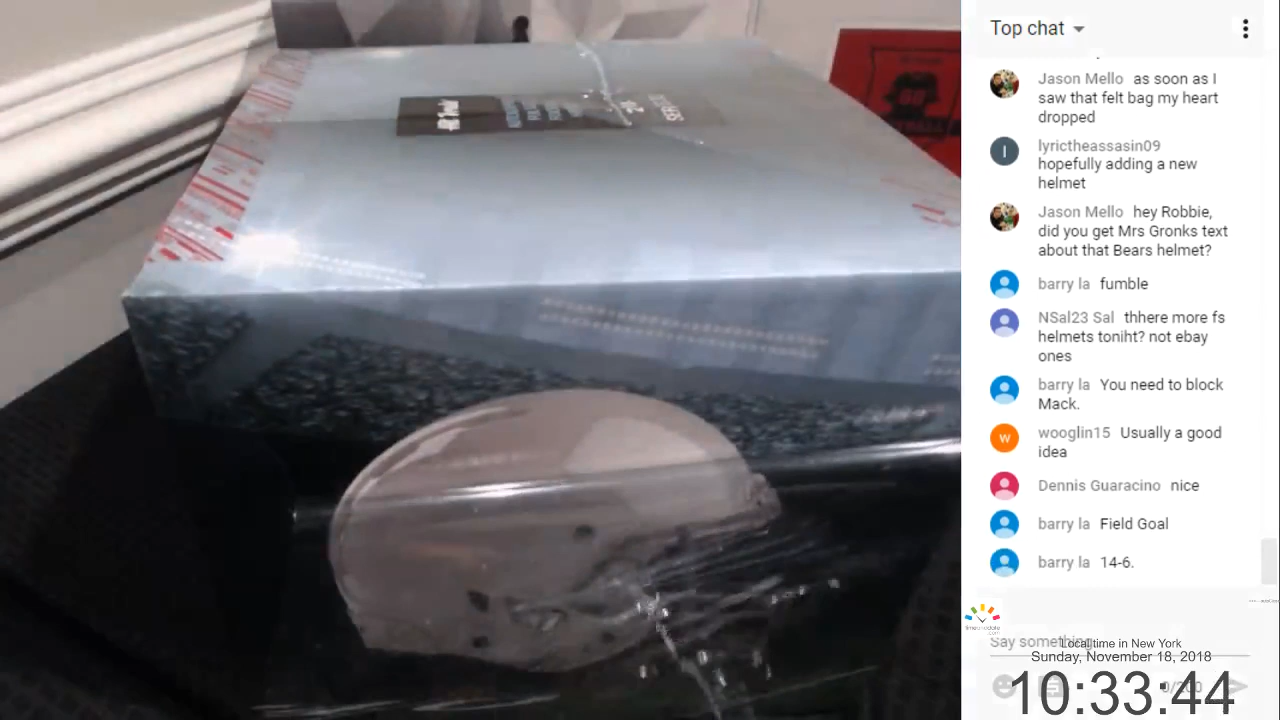 Top chat
Jason Mello as soon as I
saw that felt bag my heart
dropped
lyrictheassasin09
hopefully adding a new
helmet
Jason Mello hey Robbie,
did you get Mrs Gronks text
about that Bears helmet?
barry la fumble
NSal23 Sal thhere more fs
helmets toniht? not ebay
ones
barry la You need to block
Mack.
wooglin15 Usually a good
idea
Dennis Guaracino nice
barry la Field Goal
barry la 14-6.
Say something...
Local time in New York
Sunday, November 18, 2018
10:33:44